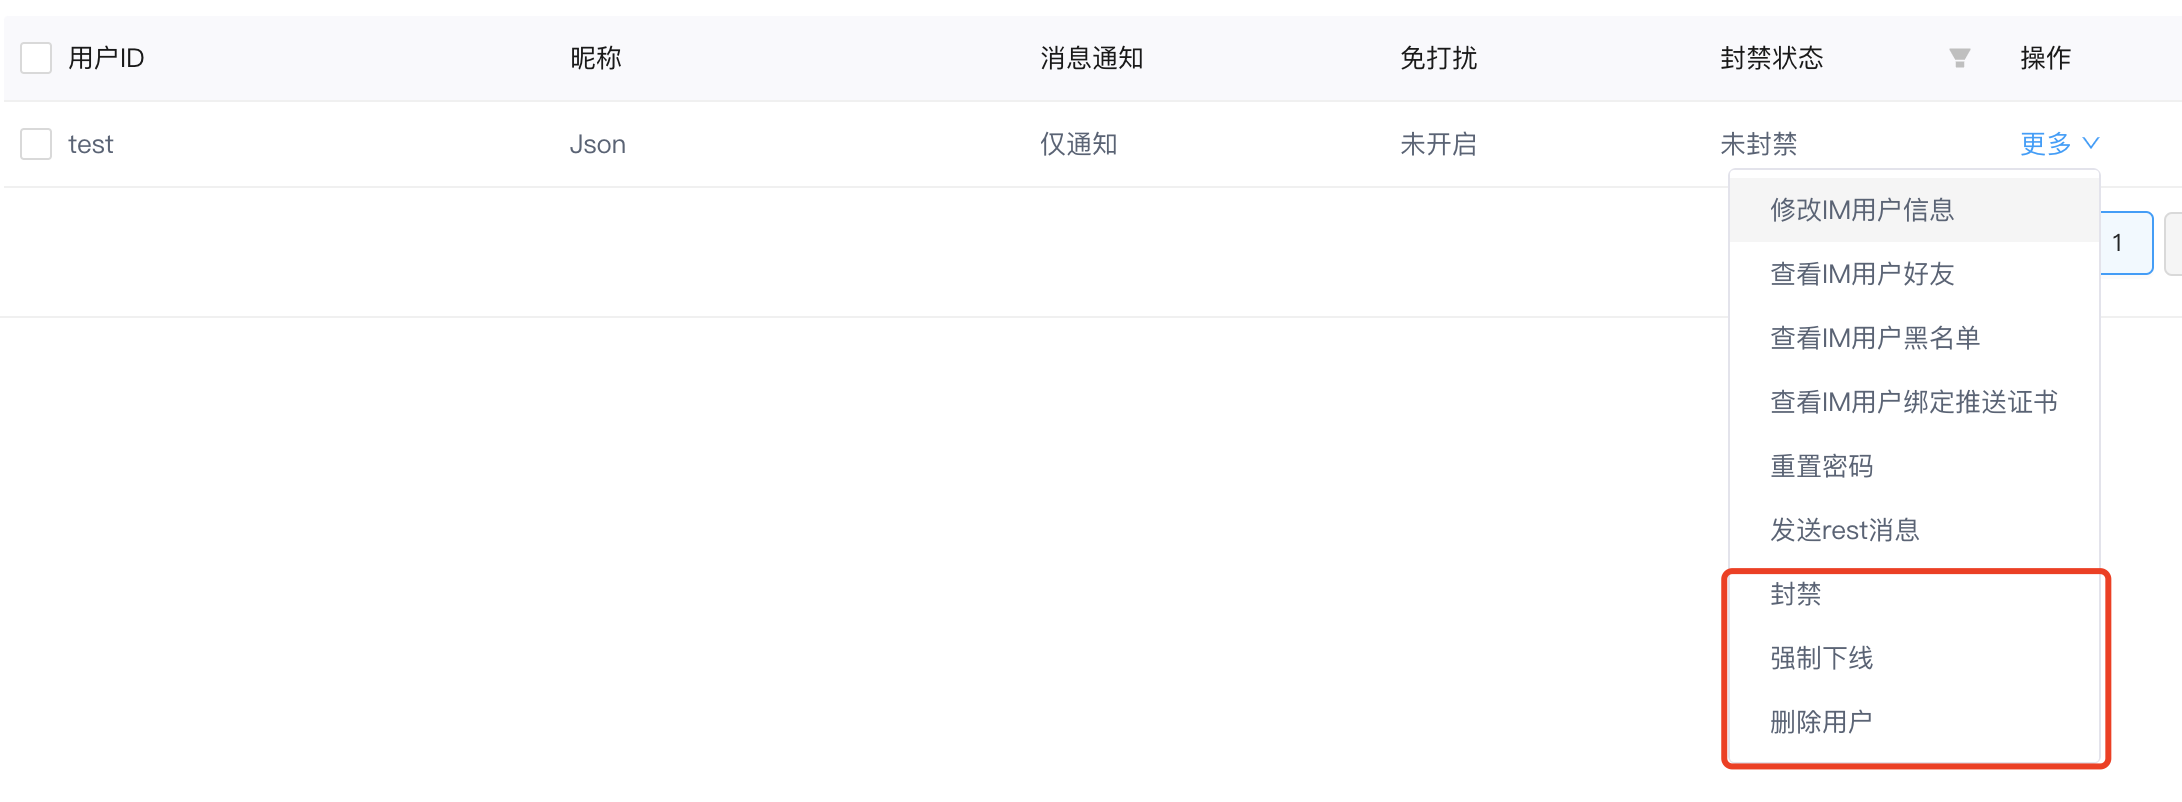 用户ID 昵称 消息通知 免打扰 封禁状态 操作
test Json 仅通知 未开启 未封禁 更多
修改IM用户信息
1
查看IM用户好友
查看IM用户黑名单
查看IM用户绑定推送证书
重置密码
发送rest消息
封禁
强制下线
删除用户